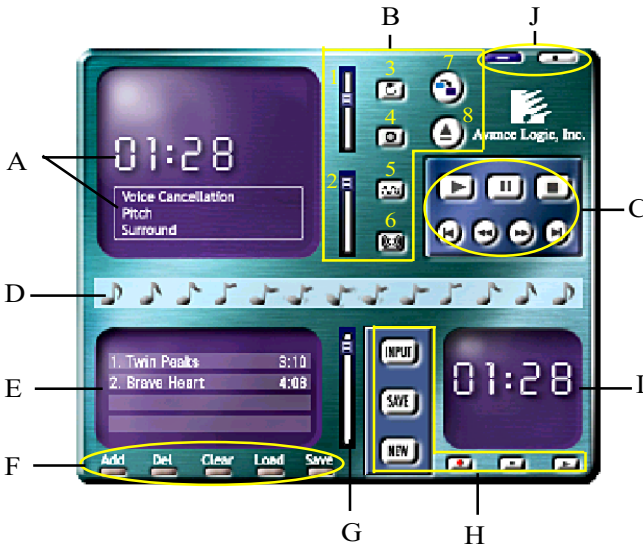 B
J
1
3
7
4
8
Avance Logic, Inc.
A
01:28
2
5
Voice Cancellation
Pitch
Surround
6
C
D
E
1. Twin Peaks 3:10
2. Brave Heart 4:08
INPUT
SAVE
NEW
01:28
I
F
Add Del Clear Load Save
G
H